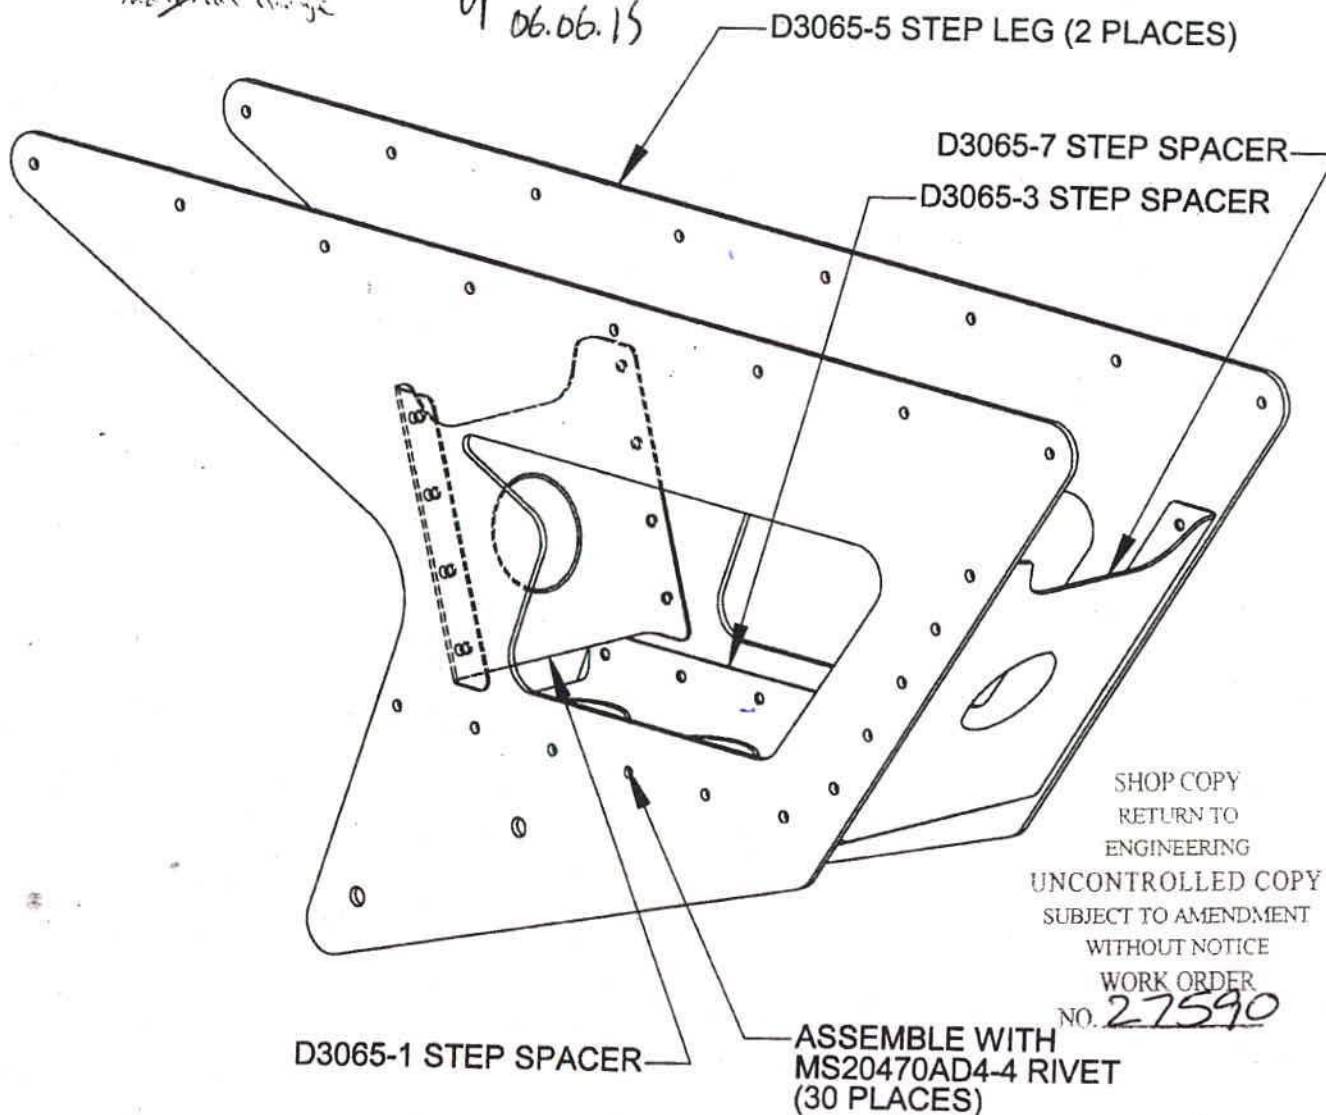 06.06.15
D3065-5 STEP LEG (2 PLACES)
D3065-7 STEP SPACER
D3065-3 STEP SPACER
SHOP COPY
RETURN TO
ENGINEERING
UNCONTROLLED COPY
SUBJECT TO AMENDMENT
WITHOUT NOTICE
WORK ORDER
NO. 27590
D3065-1 STEP SPACER
ASSEMBLE WITH
MS20470AD4-4 RIVET
(30 PLACES)